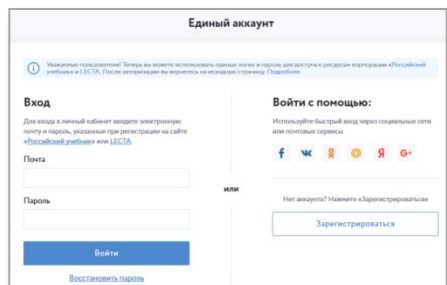 Единый аккаунт
Уважаемые пользователи! Теперь вы можете использовать единые логин и пароль для доступа к ресурсам корпорации «Российский
учебник» и LECTA. После авторизации вы вернетесь на исходную страницу. Подробнее
Вход
Для входа в личный кабинет введите электронную
почту и пароль, указанные при регистрации на сайте
«Российский учебник» или LECTA.
Почта
Пароль
Войти
Восстановить пароль
или
Войти с помощью:
Используйте быстрый вход через социальные сети
или почтовые сервисы
Нет аккаунта? Нажмите «Зарегистрироваться»
Зарегистрироваться